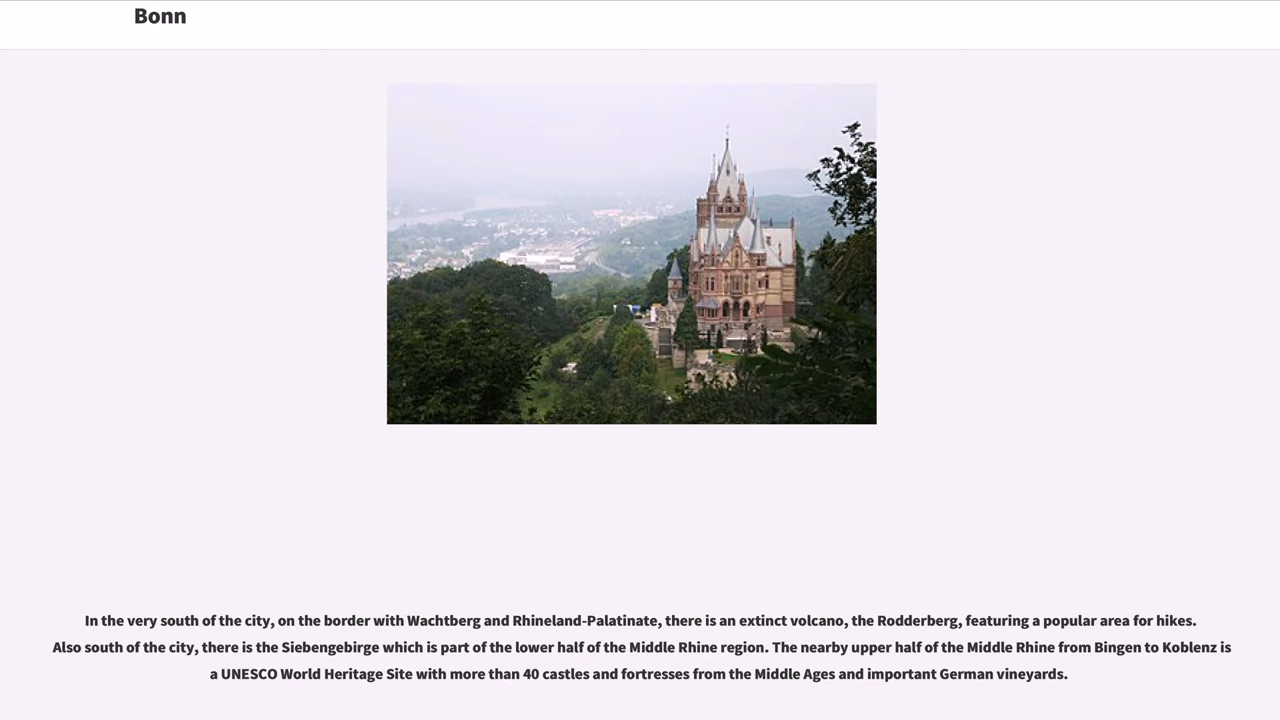 Bonn
In the very south of the city, on the border with Wachtberg and Rhineland-Palatinate, there is an extinct volcano, the Rodderberg, featuring a popular area for hikes.
Also south of the city, there is the Siebengebirge which is part of the lower half of the Middle Rhine region. The nearby upper half of the Middle Rhine from Bingen to Koblenz is
a UNESCO World Heritage Site with more than 40 castles and fortresses from the Middle Ages and important German vineyards.